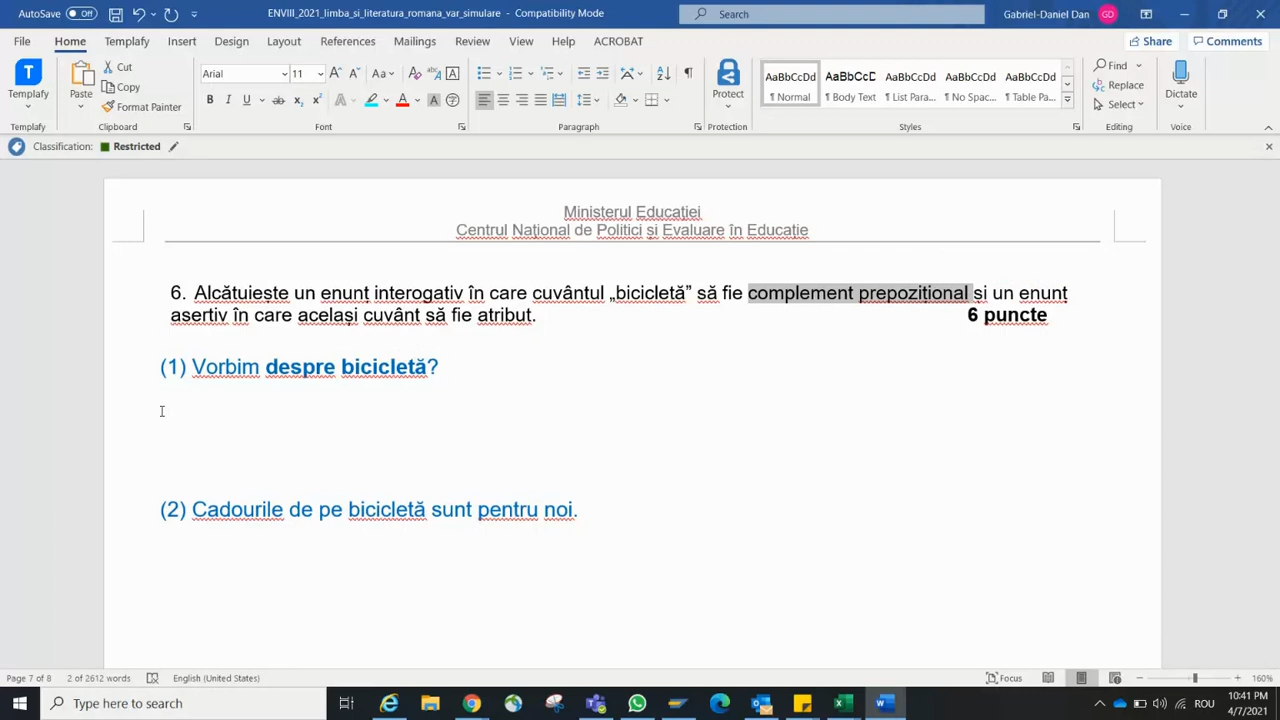 AutoSave Off ENVIII_2021_limba_si_literatura_romana_var_simulare - Compatibility Mode Search Gabriel-Daniel Dan GD
File Home Templafy Insert Design Layout References Mailings Review View Help ACROBAT Share Comments
Templafy Paste Cut Copy Format Painter Arial 11 Protect Find Replace Select Dictate
AaBbCcDd AaBbCcDc AaBbCcDd AaBbCcDd AaBbCcDd
¶ Normal ¶ Body Text ¶ List Para... ¶ No Spac... ¶ Table Pa...
Templafy Clipboard Font Paragraph Protection Styles Editing Voice
Classification: Restricted
Ministerul Educației
Centrul Național de Politici și Evaluare în Educație
6. Alcătuiește un enunț interogativ în care cuvântul „bicicletă” să fie complement prepozițional și un enunț
asertiv în care același cuvânt să fie atribut. 6 puncte
(1) Vorbim despre bicicletă?
(2) Cadourile de pe bicicletă sunt pentru noi.
Page 7 of 8 2 of 2612 words English (United States) Focus 160%
Type here to search ROU 10:41 PM
4/7/2021